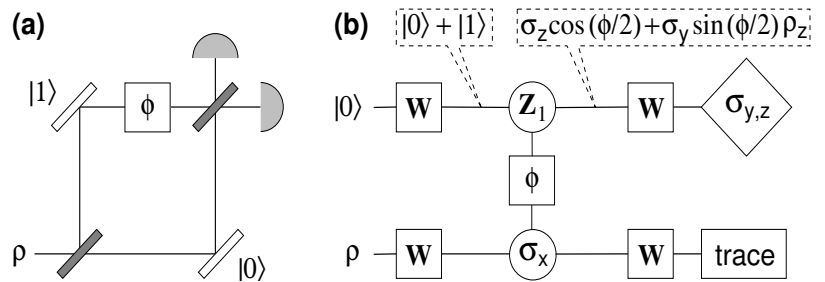 (a)
|1⟩
ϕ
ρ
|0⟩
(b)
|0⟩ + |1⟩
σz cos (ϕ/2) + σy sin (ϕ/2) ρz
|0⟩ W Z1 W σy,z
ϕ
ρ W σx W trace